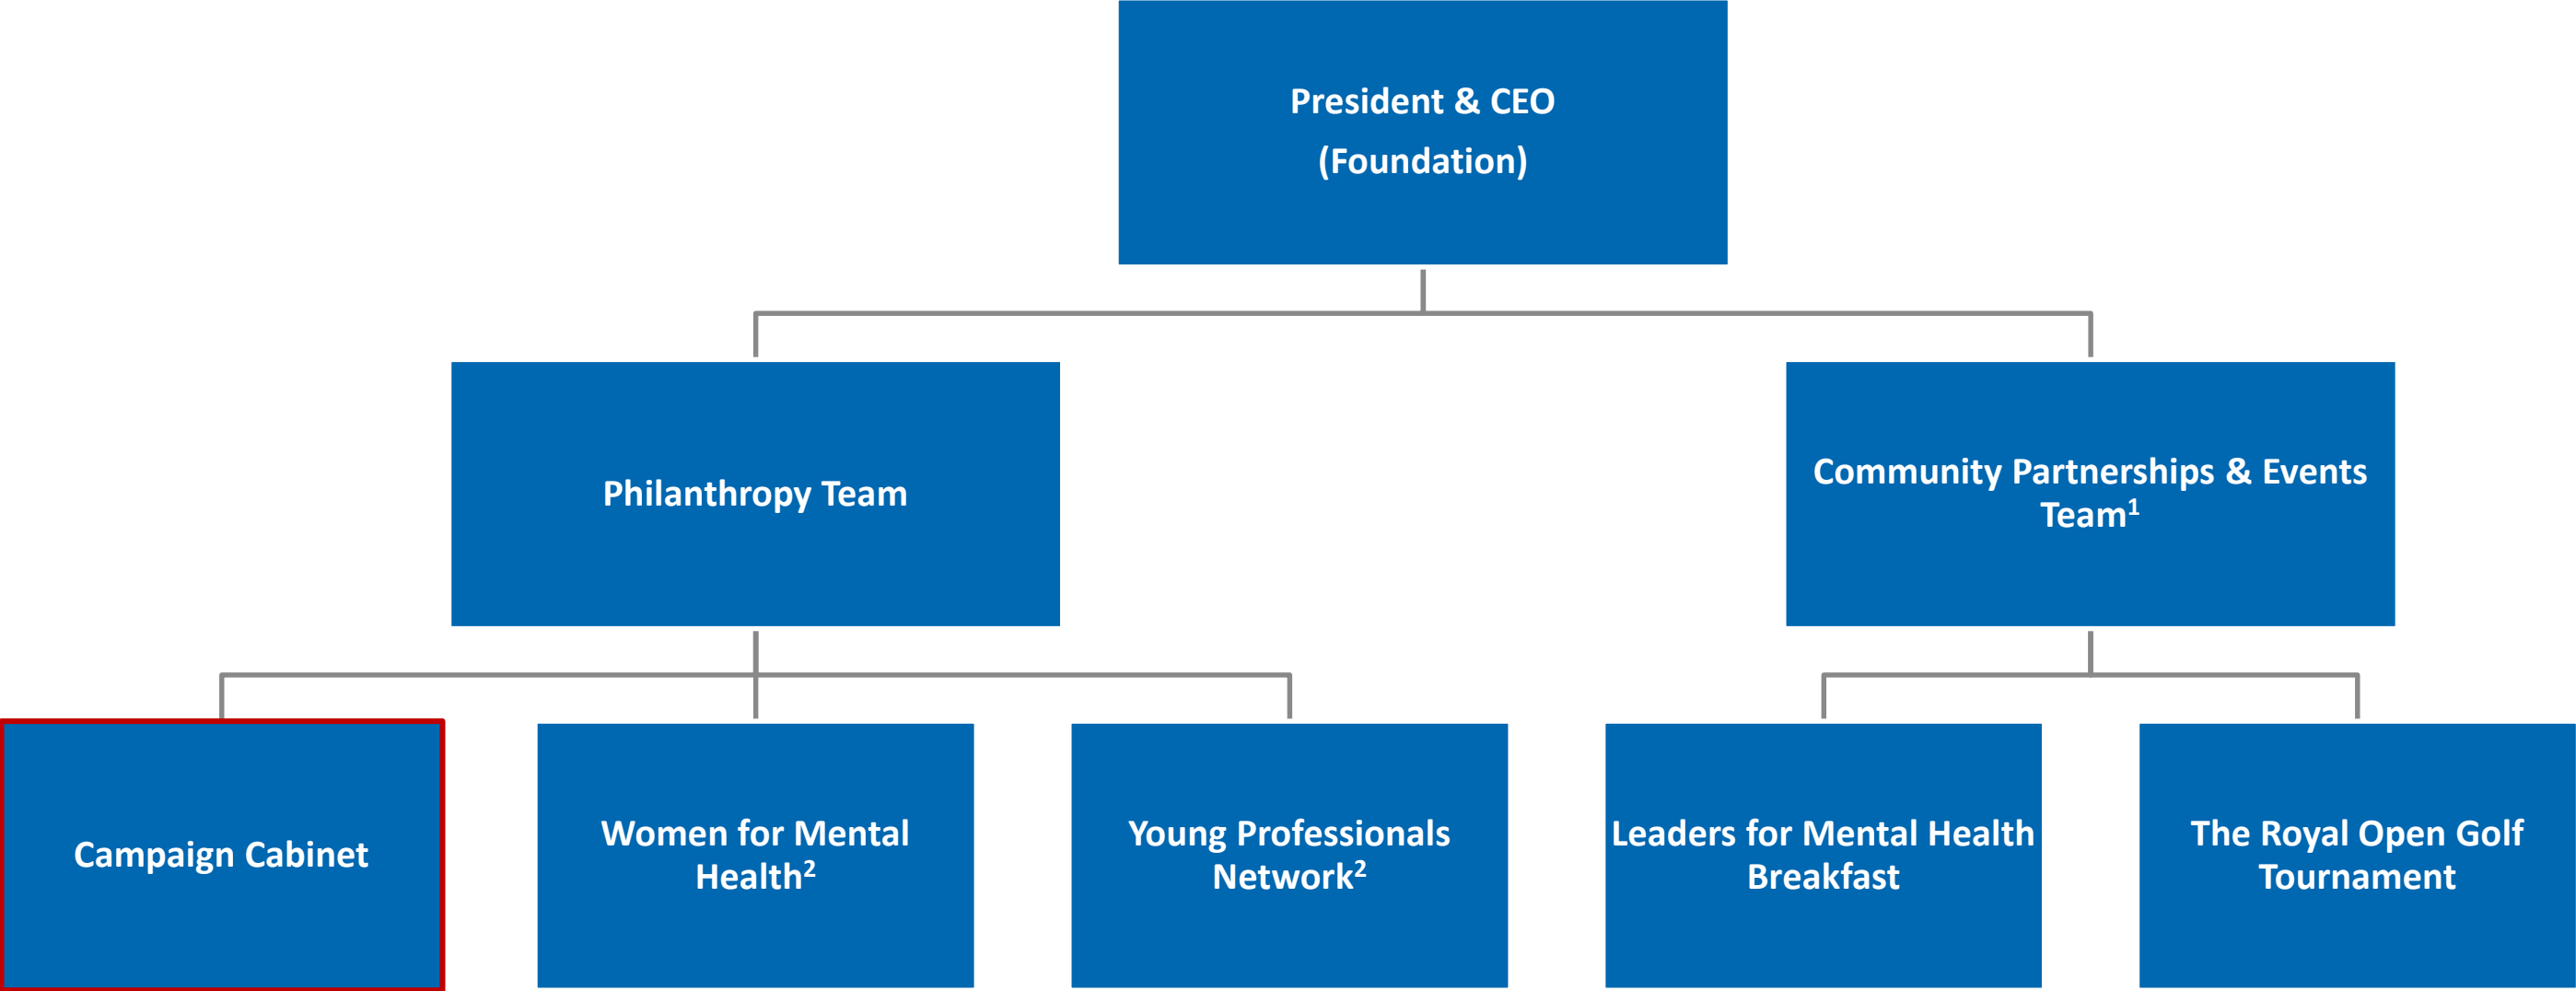 President & CEO
(Foundation)
Philanthropy Team
Community Partnerships & Events
Team¹
Campaign Cabinet
Women for Mental
Health²
Young Professionals
Network²
Leaders for Mental Health
Breakfast
The Royal Open Golf
Tournament